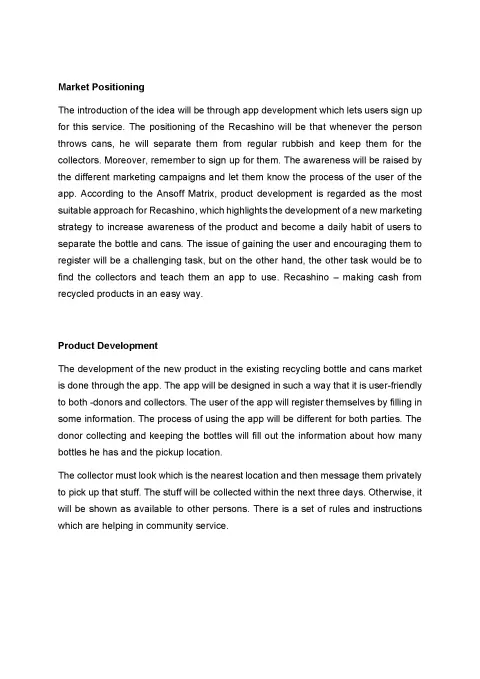 Market Positioning
The introduction of the idea will be through app development which lets users sign up
for this service. The positioning of the Recashino will be that whenever the person
throws cans, he will separate them from regular rubbish and keep them for the
collectors. Moreover, remember to sign up for them. The awareness will be raised by
the different marketing campaigns and let them know the process of the user of the
app. According to the Ansoff Matrix, product development is regarded as the most
suitable approach for Recashino, which highlights the development of a new marketing
strategy to increase awareness of the product and become a daily habit of users to
separate the bottle and cans. The issue of gaining the user and encouraging them to
register will be a challenging task, but on the other hand, the other task would be to
find the collectors and teach them an app to use. Recashino – making cash from
recycled products in an easy way.
Product Development
The development of the new product in the existing recycling bottle and cans market
is done through the app. The app will be designed in such a way that it is user-friendly
to both -donors and collectors. The user of the app will register themselves by filling in
some information. The process of using the app will be different for both parties. The
donor collecting and keeping the bottles will fill out the information about how many
bottles he has and the pickup location.
The collector must look which is the nearest location and then message them privately
to pick up that stuff. The stuff will be collected within the next three days. Otherwise, it
will be shown as available to other persons. There is a set of rules and instructions
which are helping in community service.